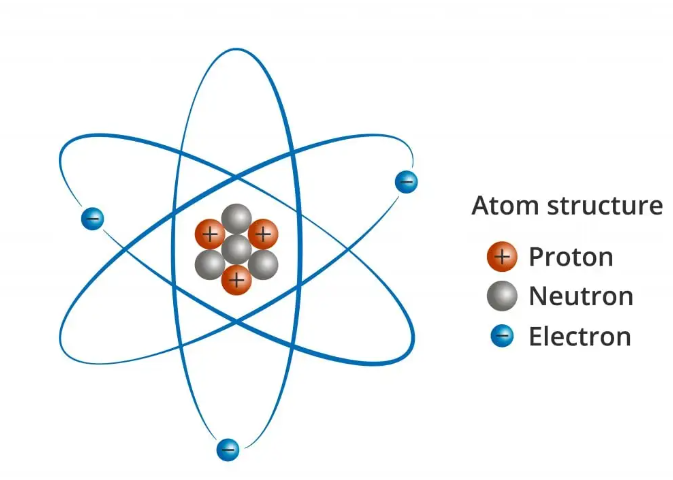 Atom structure
+ Proton
Neutron
− Electron
−
−
+ +
+
−